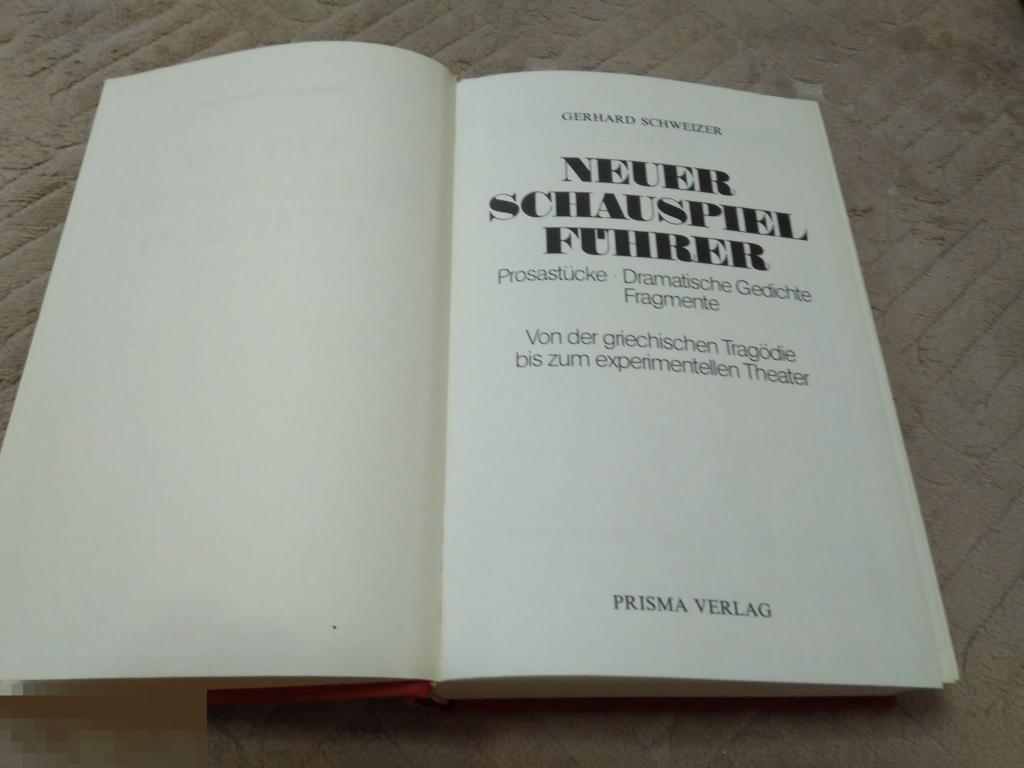 GERHARD SCHWEIZER
NEUER
SCHAUSPIEL
FÜHRER
Prosastücke · Dramatische Gedichte
Fragmente
Von der griechischen Tragödie
bis zum experimentellen Theater
PRISMA VERLAG